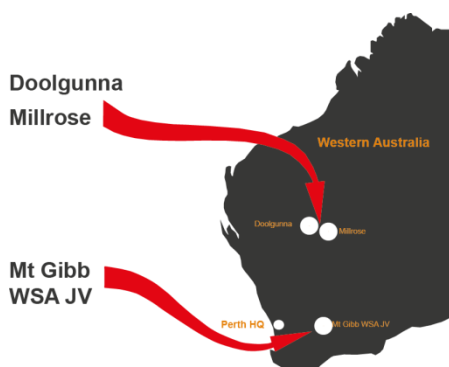 Doolgunna
Millrose
Western Australia
Doolgunna
Millrose
Mt Gibb
WSA JV
Perth HQ
Mt Gibb WSA JV